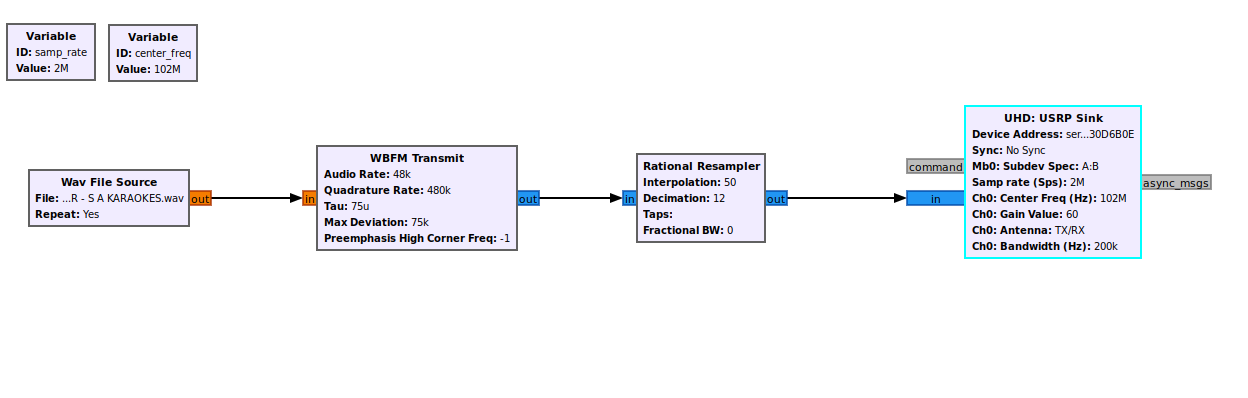 Variable
ID: samp_rate
Value: 2M
Variable
ID: center_freq
Value: 102M
Wav File Source
File: ...R - S A KARAOKES.wav
Repeat: Yes
out
in
WBFM Transmit
Audio Rate: 48k
Quadrature Rate: 480k
Tau: 75u
Max Deviation: 75k
Preemphasis High Corner Freq: -1
out
in
Rational Resampler
Interpolation: 50
Decimation: 12
Taps:
Fractional BW: 0
out
command
in
UHD: USRP Sink
Device Address: ser...30D6B0E
Sync: No Sync
Mb0: Subdev Spec: A:B
Samp rate (Sps): 2M
Ch0: Center Freq (Hz): 102M
Ch0: Gain Value: 60
Ch0: Antenna: TX/RX
Ch0: Bandwidth (Hz): 200k
async_msgs